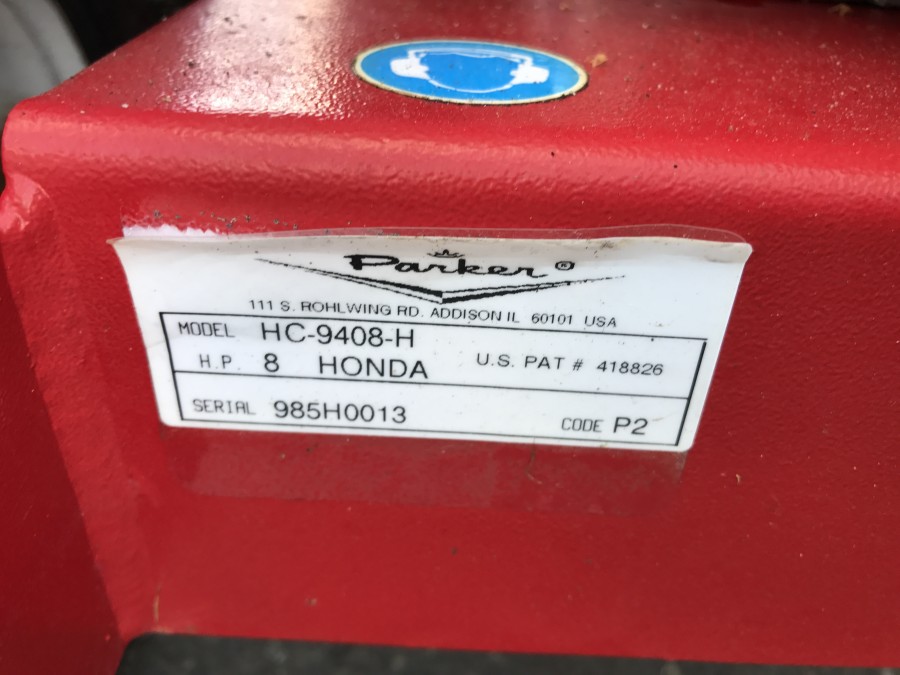 Parker ®
111 S. ROHLWING RD. ADDISON IL 60101 USA
MODEL HC-9408-H
H.P. 8 HONDA U.S. PAT # 418826
SERIAL 985H0013 CODE P2